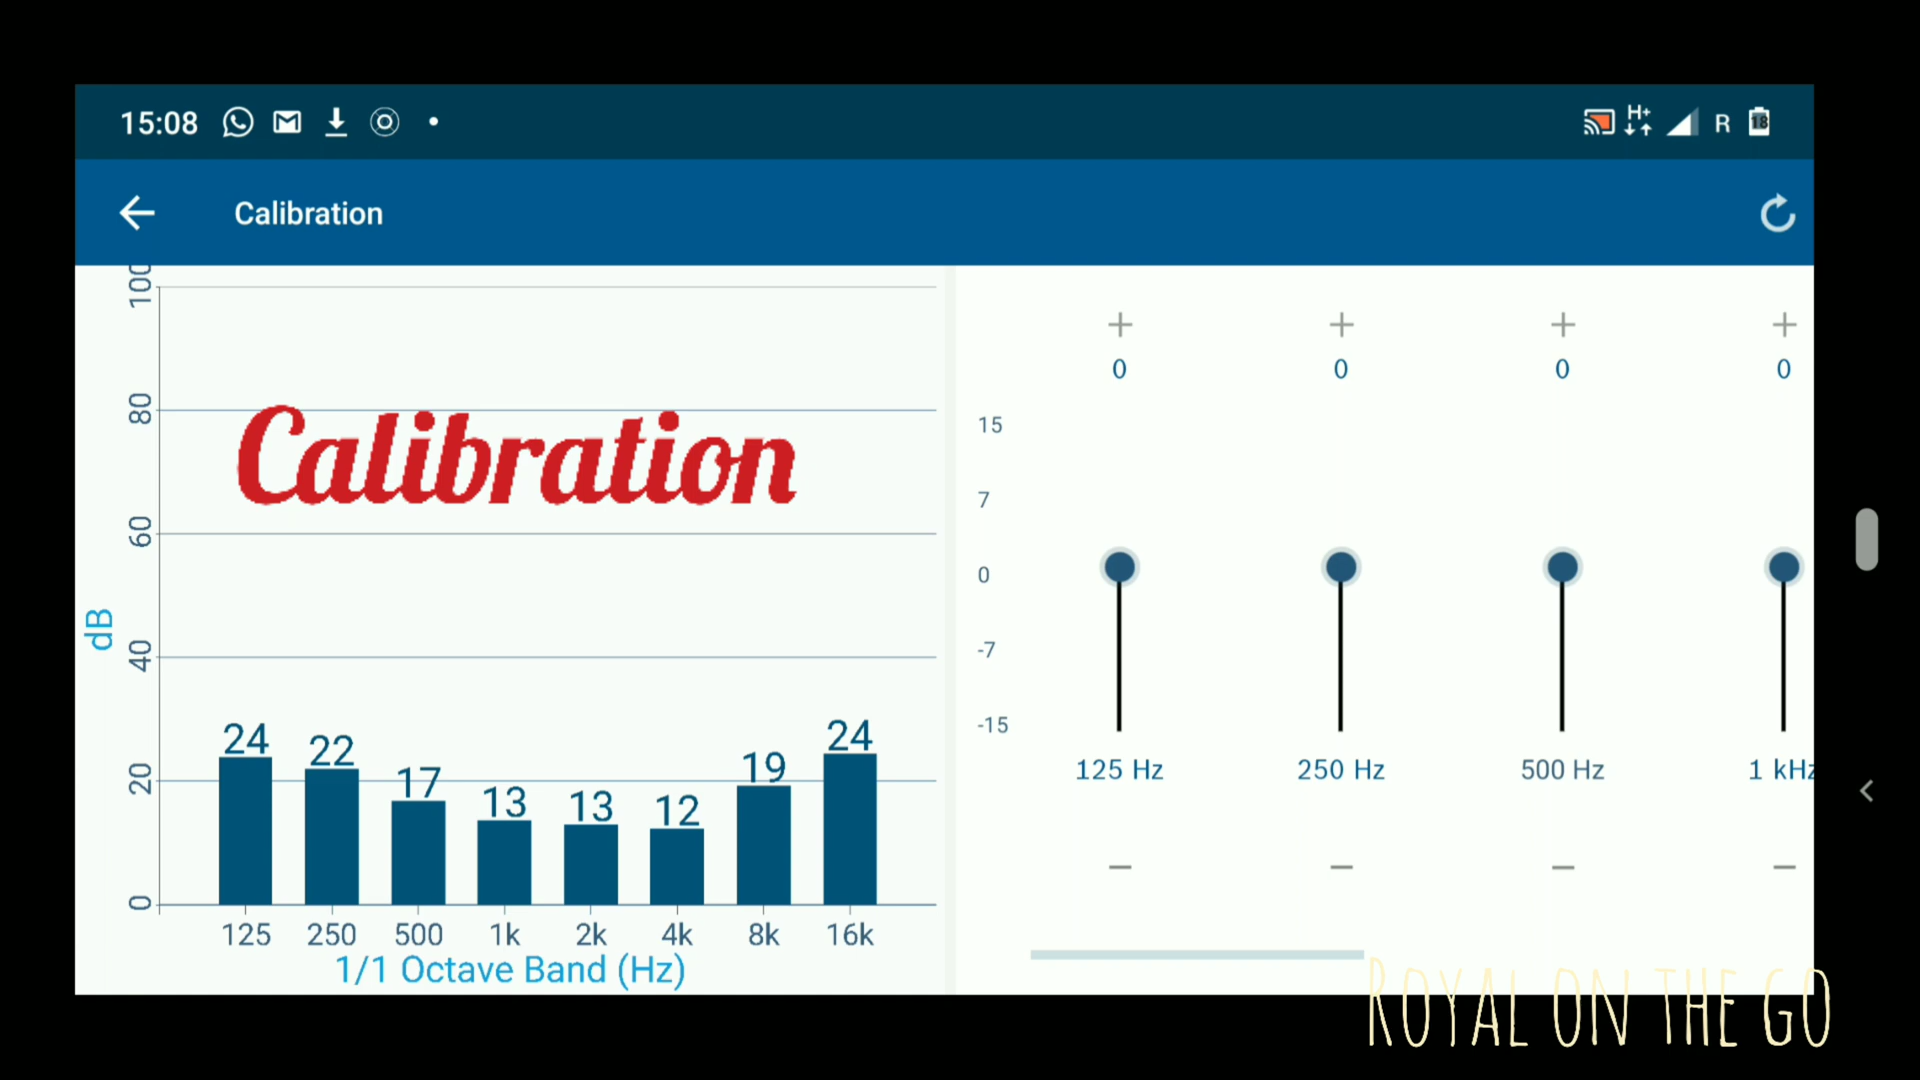 15:08
H+
R
18
Calibration
100
80
60
40
20
0
dB
Calibration
24
22
17
13
13
12
19
24
125 250 500 1k 2k 4k 8k 16k
1/1 Octave Band (Hz)
0 0 0 0
15
7
0
-7
-15
125 Hz 250 Hz 500 Hz 1 kHz
ROYAL ON THE GO